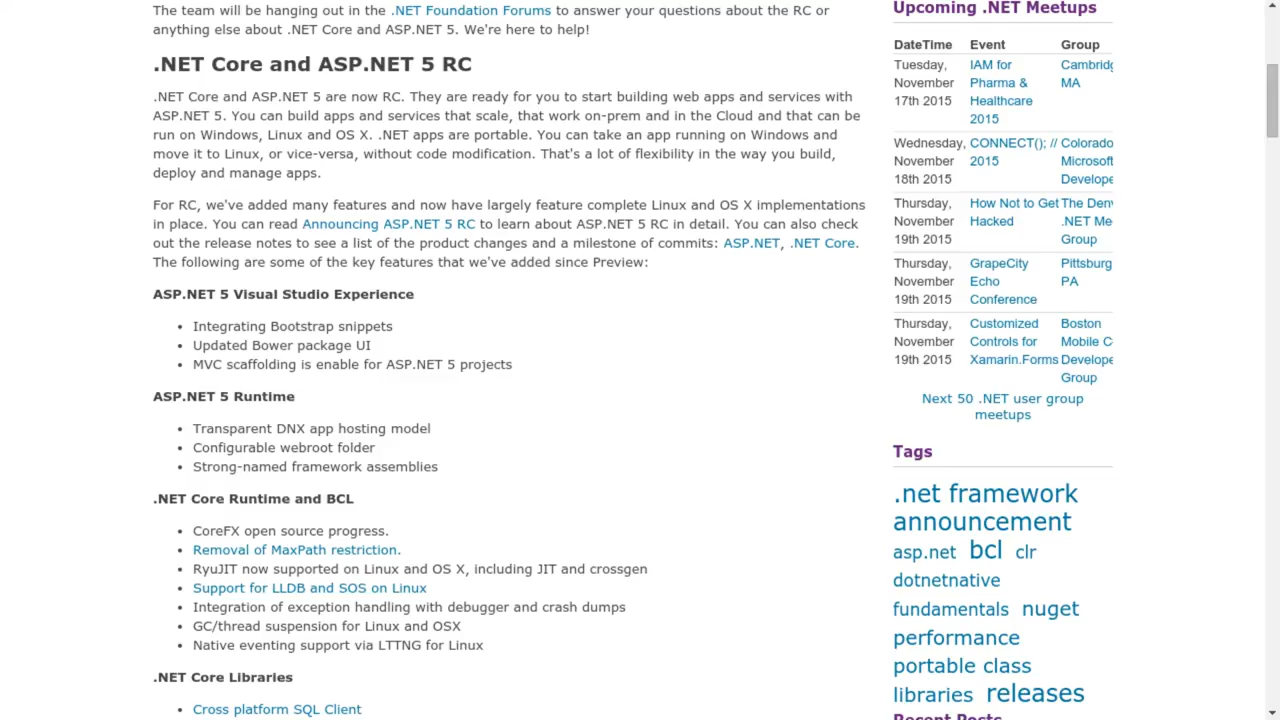 The team will be hanging out in the .NET Foundation Forums to answer your questions about the RC or
anything else about .NET Core and ASP.NET 5. We're here to help!
.NET Core and ASP.NET 5 RC
.NET Core and ASP.NET 5 are now RC. They are ready for you to start building web apps and services with
ASP.NET 5. You can build apps and services that scale, that work on-prem and in the Cloud and that can be
run on Windows, Linux and OS X. .NET apps are portable. You can take an app running on Windows and
move it to Linux, or vice-versa, without code modification. That's a lot of flexibility in the way you build,
deploy and manage apps.
For RC, we've added many features and now have largely feature complete Linux and OS X implementations
in place. You can read Announcing ASP.NET 5 RC to learn about ASP.NET 5 RC in detail. You can also check
out the release notes to see a list of the product changes and a milestone of commits: ASP.NET, .NET Core.
The following are some of the key features that we've added since Preview:
ASP.NET 5 Visual Studio Experience
• Integrating Bootstrap snippets
• Updated Bower package UI
• MVC scaffolding is enable for ASP.NET 5 projects
ASP.NET 5 Runtime
• Transparent DNX app hosting model
• Configurable webroot folder
• Strong-named framework assemblies
.NET Core Runtime and BCL
• CoreFX open source progress.
• Removal of MaxPath restriction.
• RyuJIT now supported on Linux and OS X, including JIT and crossgen
• Support for LLDB and SOS on Linux
• Integration of exception handling with debugger and crash dumps
• GC/thread suspension for Linux and OSX
• Native eventing support via LTTNG for Linux
.NET Core Libraries
• Cross platform SQL Client
Upcoming .NET Meetups
DateTime Event Group
Tuesday, IAM for Cambridg
November Pharma & MA
17th 2015 Healthcare
2015
Wednesday, CONNECT(); // Colorado
November 2015 Microsoft
18th 2015 Develope
Thursday, How Not to Get The Den
November Hacked .NET Me
19th 2015 Group
Thursday, GrapeCity Pittsburg
November Echo PA
19th 2015 Conference
Thursday, Customized Boston
November Controls for Mobile C
19th 2015 Xamarin.Forms Develope
Group
Next 50 .NET user group
meetups
Tags
.net framework
announcement
asp.net bcl clr
dotnetnative
fundamentals nuget
performance
portable class
libraries releases
Recent Posts